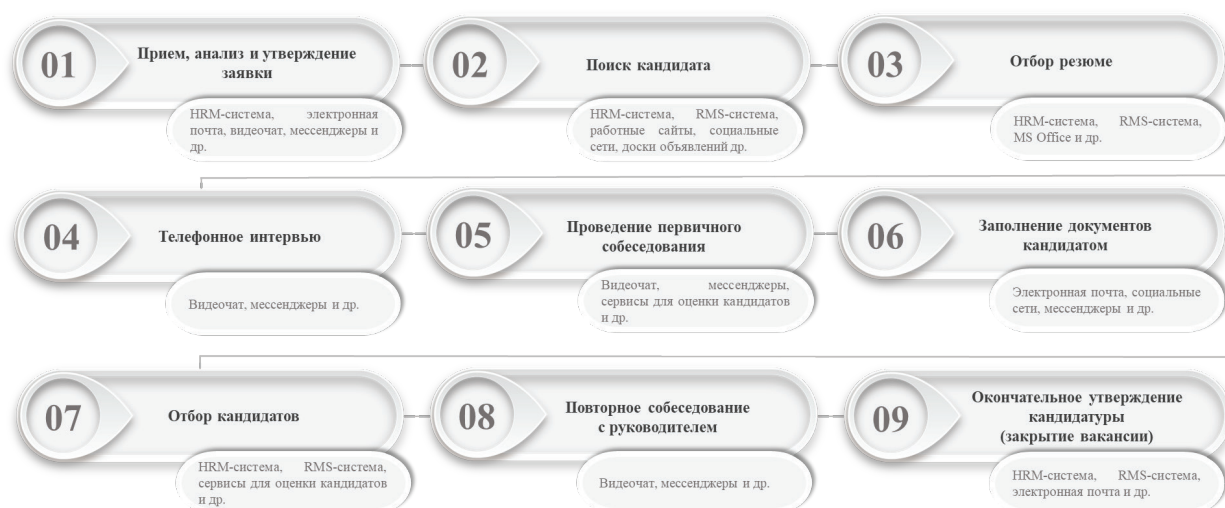 01
Прием, анализ и утверждение
заявки
HRM-система, электронная
почта, видеочат, мессенджеры и
др.
02
Поиск кандидата
HRM-система, RMS-система,
работные сайты, социальные
сети, доски объявлений др.
03
Отбор резюме
HRM-система, RMS-система,
MS Office и др.
04
Телефонное интервью
Видеочат, мессенджеры и др.
05
Проведение первичного
собеседования
Видеочат, мессенджеры,
сервисы для оценки кандидатов
и др.
06
Заполнение документов
кандидатом
Электронная почта, социальные
сети, мессенджеры и др.
07
Отбор кандидатов
HRM-система, RMS-система,
сервисы для оценки кандидатов
и др.
08
Повторное собеседование
с руководителем
Видеочат, мессенджеры и др.
09
Окончательное утверждение
кандидатуры
(закрытие вакансии)
HRM-система, RMS-система,
электронная почта и др.